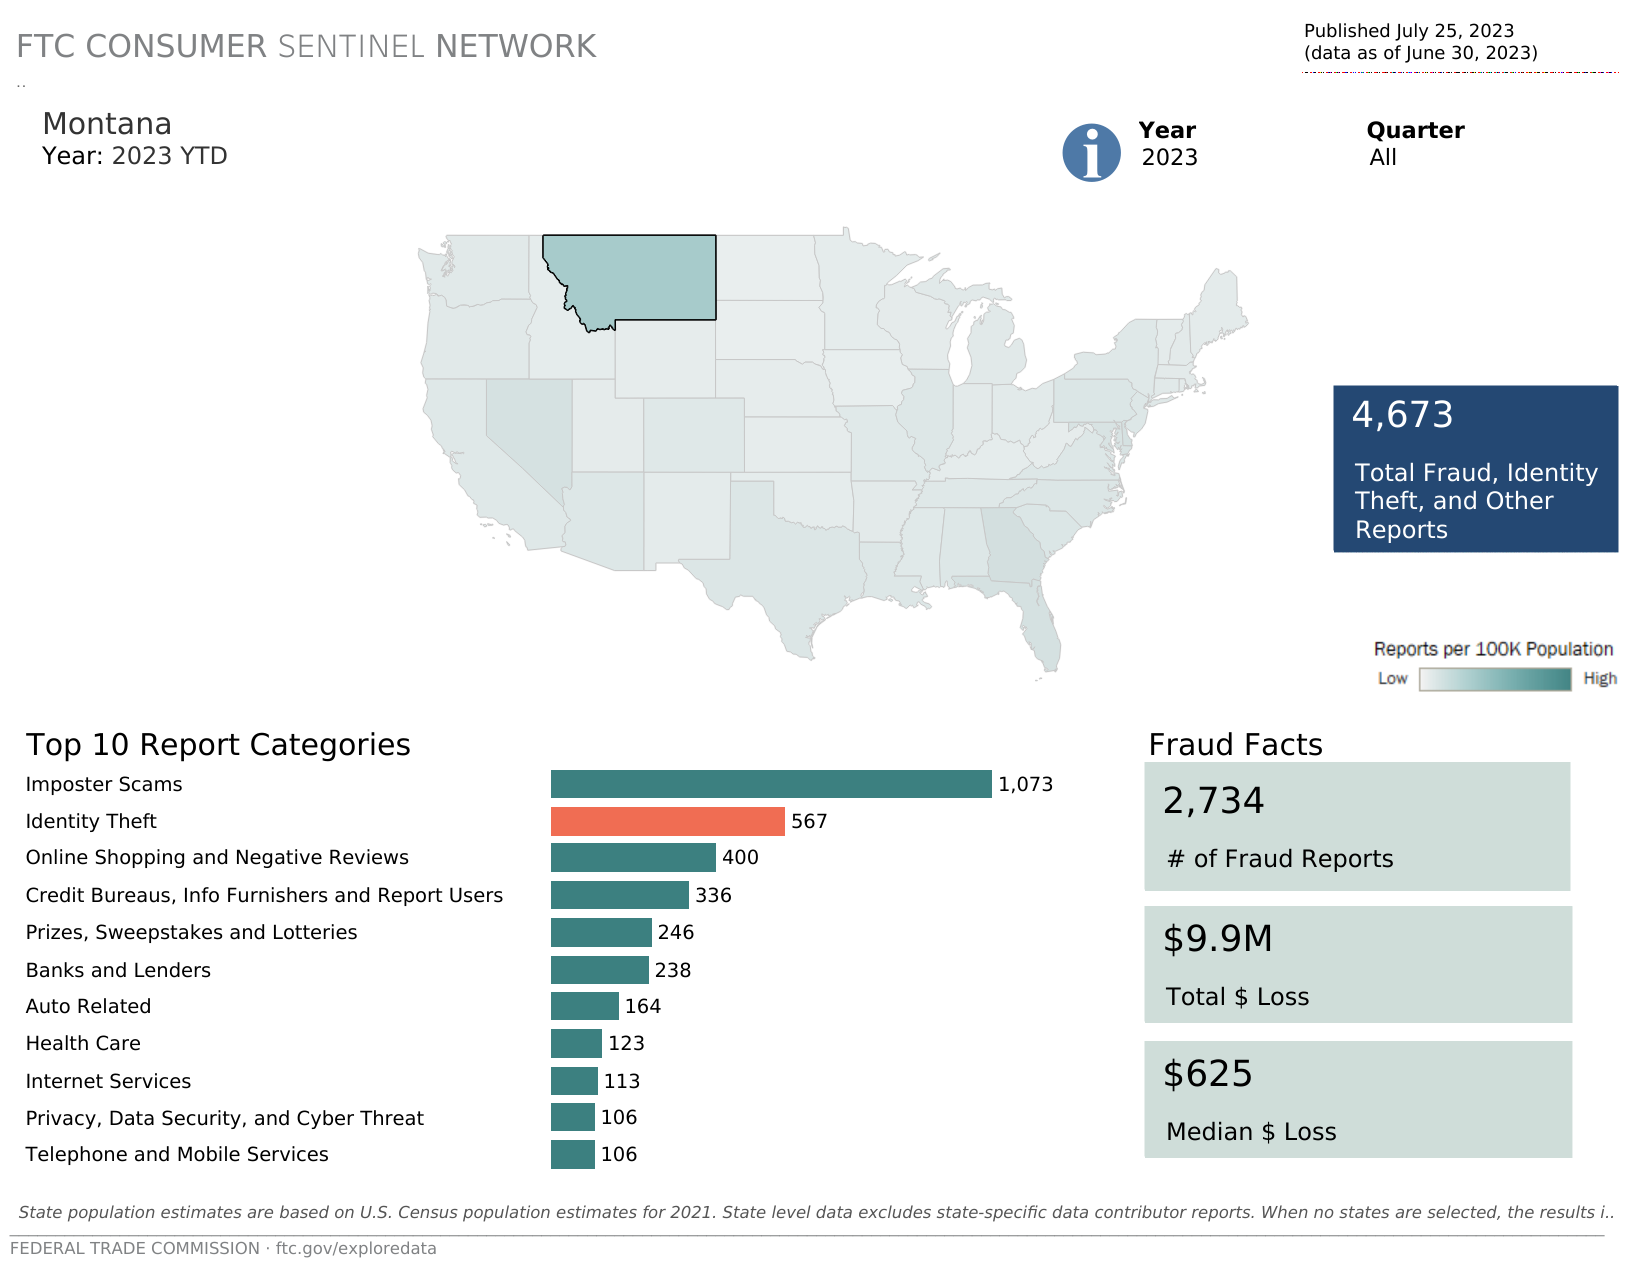 FTC CONSUMER SENTINEL NETWORK
Published July 25, 2023
(data as of June 30, 2023)
..
Montana
Year: 2023 YTD
Year
2023
Quarter
All
4,673
Total Fraud, Identity
Theft, and Other
Reports
Reports per 100K Population
Low
High
Top 10 Report Categories
Imposter Scams 1,073
Identity Theft 567
Online Shopping and Negative Reviews 400
Credit Bureaus, Info Furnishers and Report Users 336
Prizes, Sweepstakes and Lotteries 246
Banks and Lenders 238
Auto Related 164
Health Care 123
Internet Services 113
Privacy, Data Security, and Cyber Threat 106
Telephone and Mobile Services 106
Fraud Facts
2,734
# of Fraud Reports
$9.9M
Total $ Loss
$625
Median $ Loss
State population estimates are based on U.S. Census population estimates for 2021. State level data excludes state-specific data contributor reports. When no states are selected, the results i..
FEDERAL TRADE COMMISSION · ftc.gov/exploredata